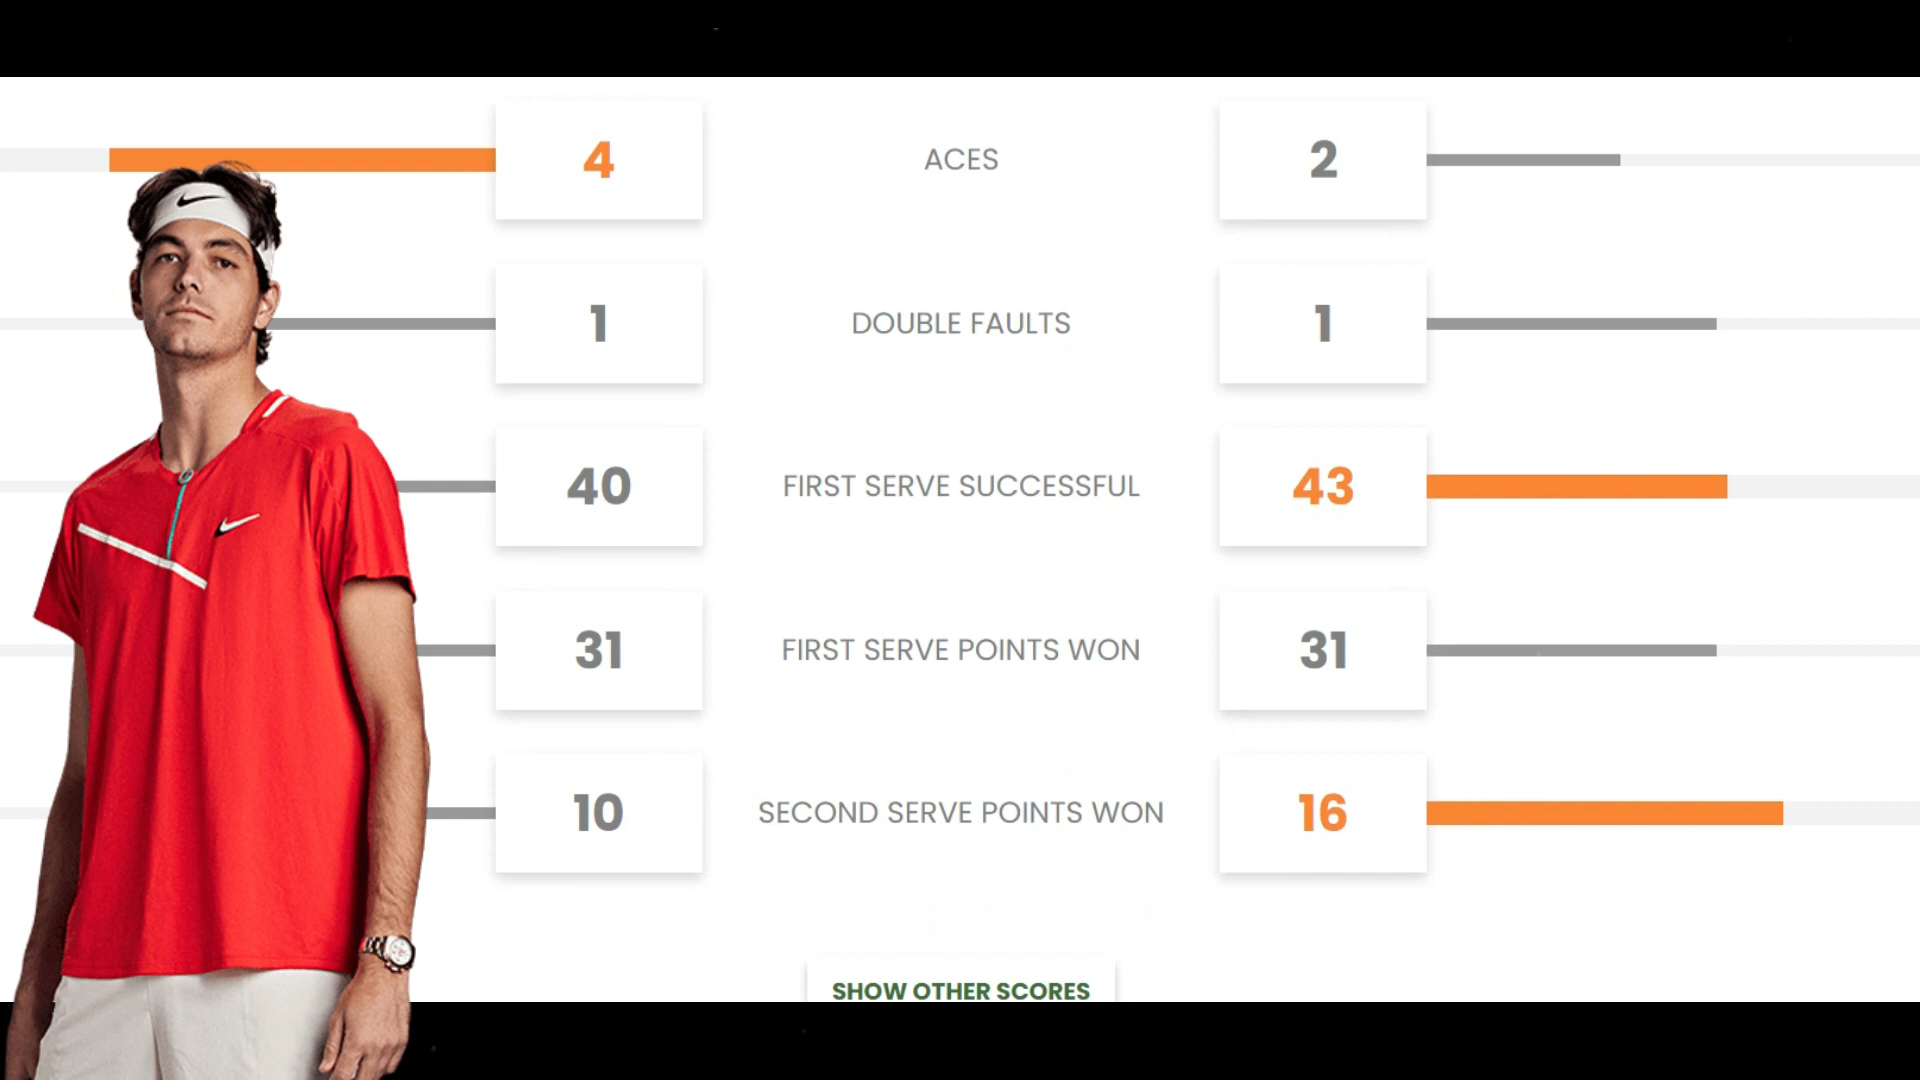 4 ACES 2
1 DOUBLE FAULTS 1
40 FIRST SERVE SUCCESSFUL 43
31 FIRST SERVE POINTS WON 31
10 SECOND SERVE POINTS WON 16
SHOW OTHER SCORES